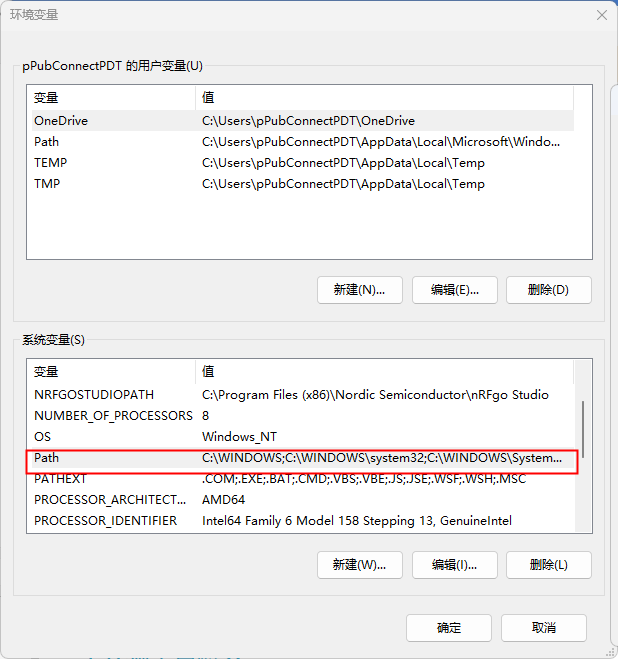 环境变量
pPubConnectPDT 的用户变量(U)
变量 值
OneDrive C:\Users\pPubConnectPDT\OneDrive
Path C:\Users\pPubConnectPDT\AppData\Local\Microsoft\Windo...
TEMP C:\Users\pPubConnectPDT\AppData\Local\Temp
TMP C:\Users\pPubConnectPDT\AppData\Local\Temp
新建(N)... 编辑(E)... 删除(D)
系统变量(S)
变量 值
NRFGOSTUDIOPATH C:\Program Files (x86)\Nordic Semiconductor\nRFgo Studio
NUMBER_OF_PROCESSORS 8
OS Windows_NT
Path C:\WINDOWS;C:\WINDOWS\system32;C:\WINDOWS\System...
PATHEXT .COM;.EXE;.BAT;.CMD;.VBS;.VBE;.JS;.JSE;.WSF;.WSH;.MSC
PROCESSOR_ARCHITECT... AMD64
PROCESSOR_IDENTIFIER Intel64 Family 6 Model 158 Stepping 13, GenuineIntel
新建(W)... 编辑(I)... 删除(L)
确定 取消